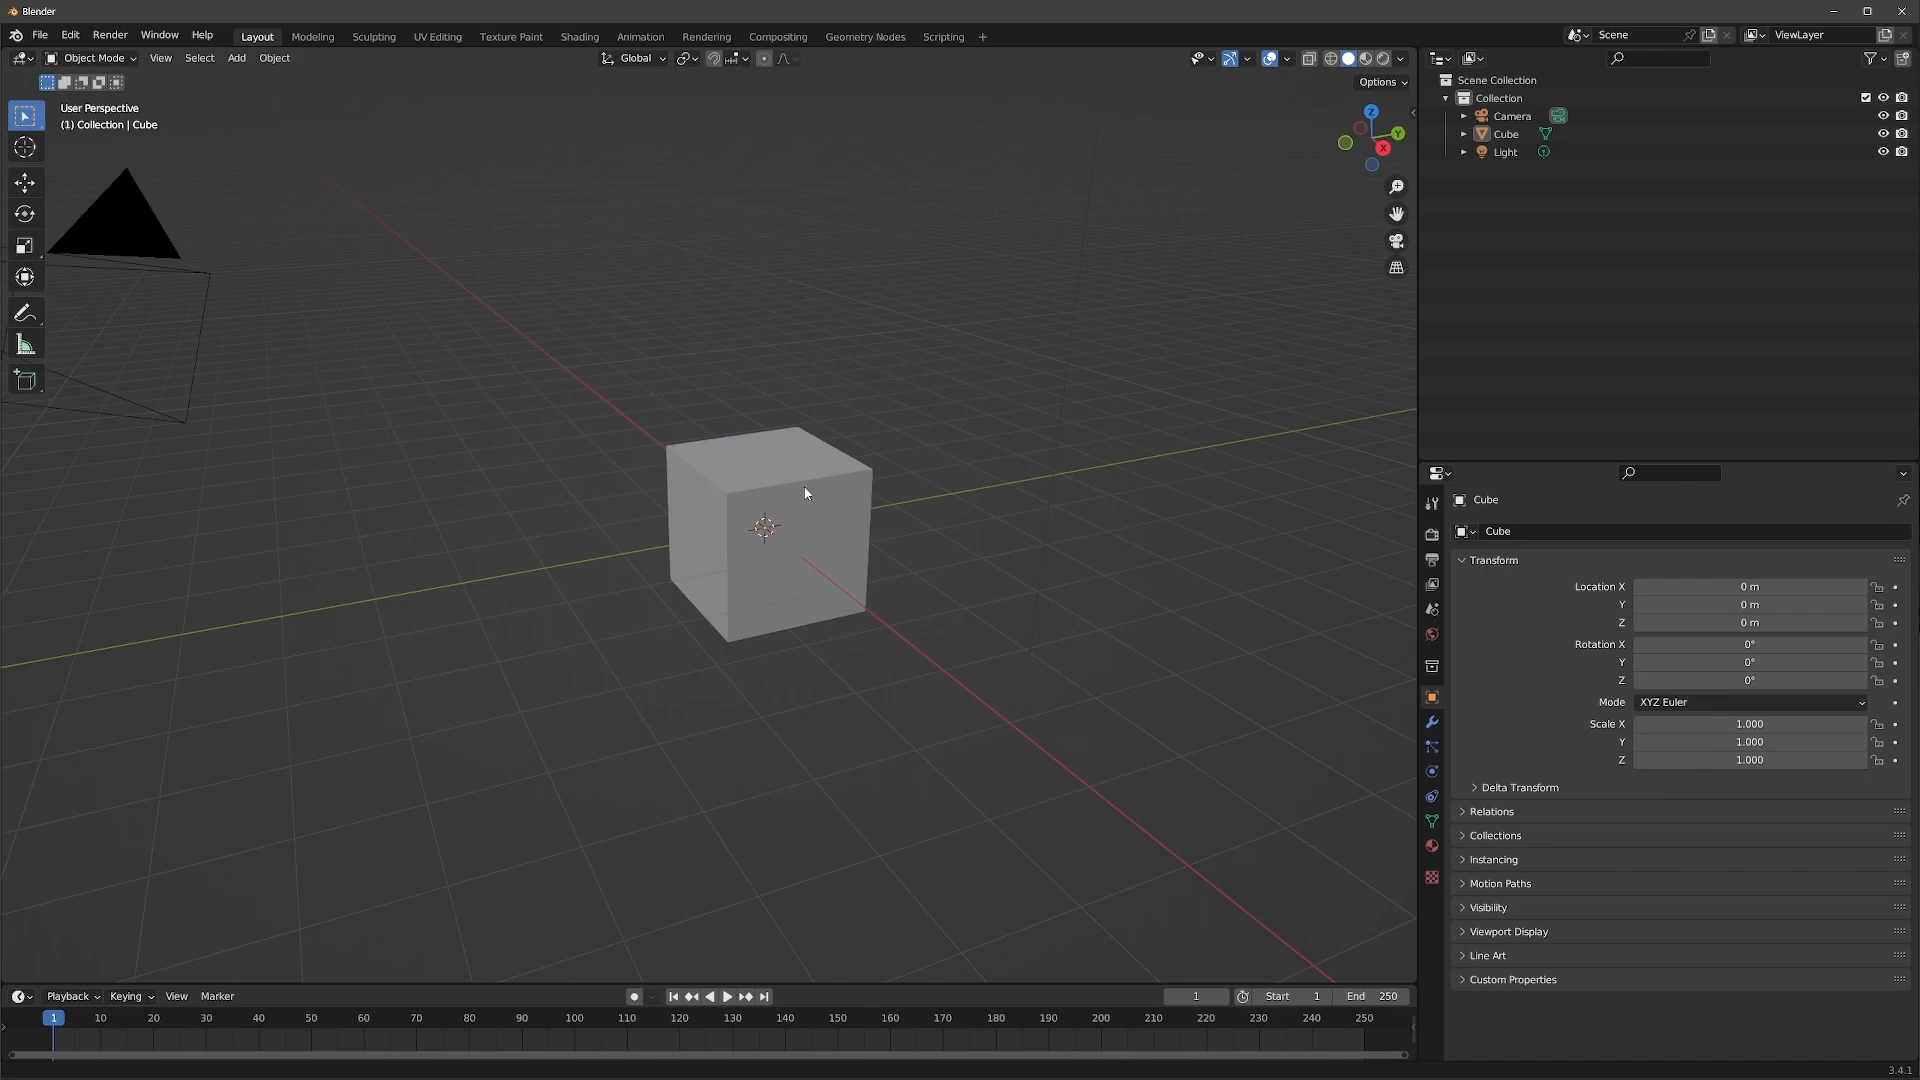 Blender
File Edit Render Window Help Layout Modeling Sculpting UV Editing Texture Paint Shading Animation Rendering Compositing Geometry Nodes Scripting + Scene ViewLayer
Object Mode View Select Add Object Global
Options
User Perspective
(1) Collection | Cube
Z
Y
X
Scene Collection
Collection
Camera
Cube
Light
Cube
Cube
Transform
Location X 0 m
Y 0 m
Z 0 m
Rotation X 0°
Y 0°
Z 0°
Mode XYZ Euler
Scale X 1.000
Y 1.000
Z 1.000
Delta Transform
Relations
Collections
Instancing
Motion Paths
Visibility
Viewport Display
Line Art
Custom Properties
Playback Keying View Marker 1 Start 1 End 250
1 10 20 30 40 50 60 70 80 90 100 110 120 130 140 150 160 170 180 190 200 210 220 230 240 250
3.4.1